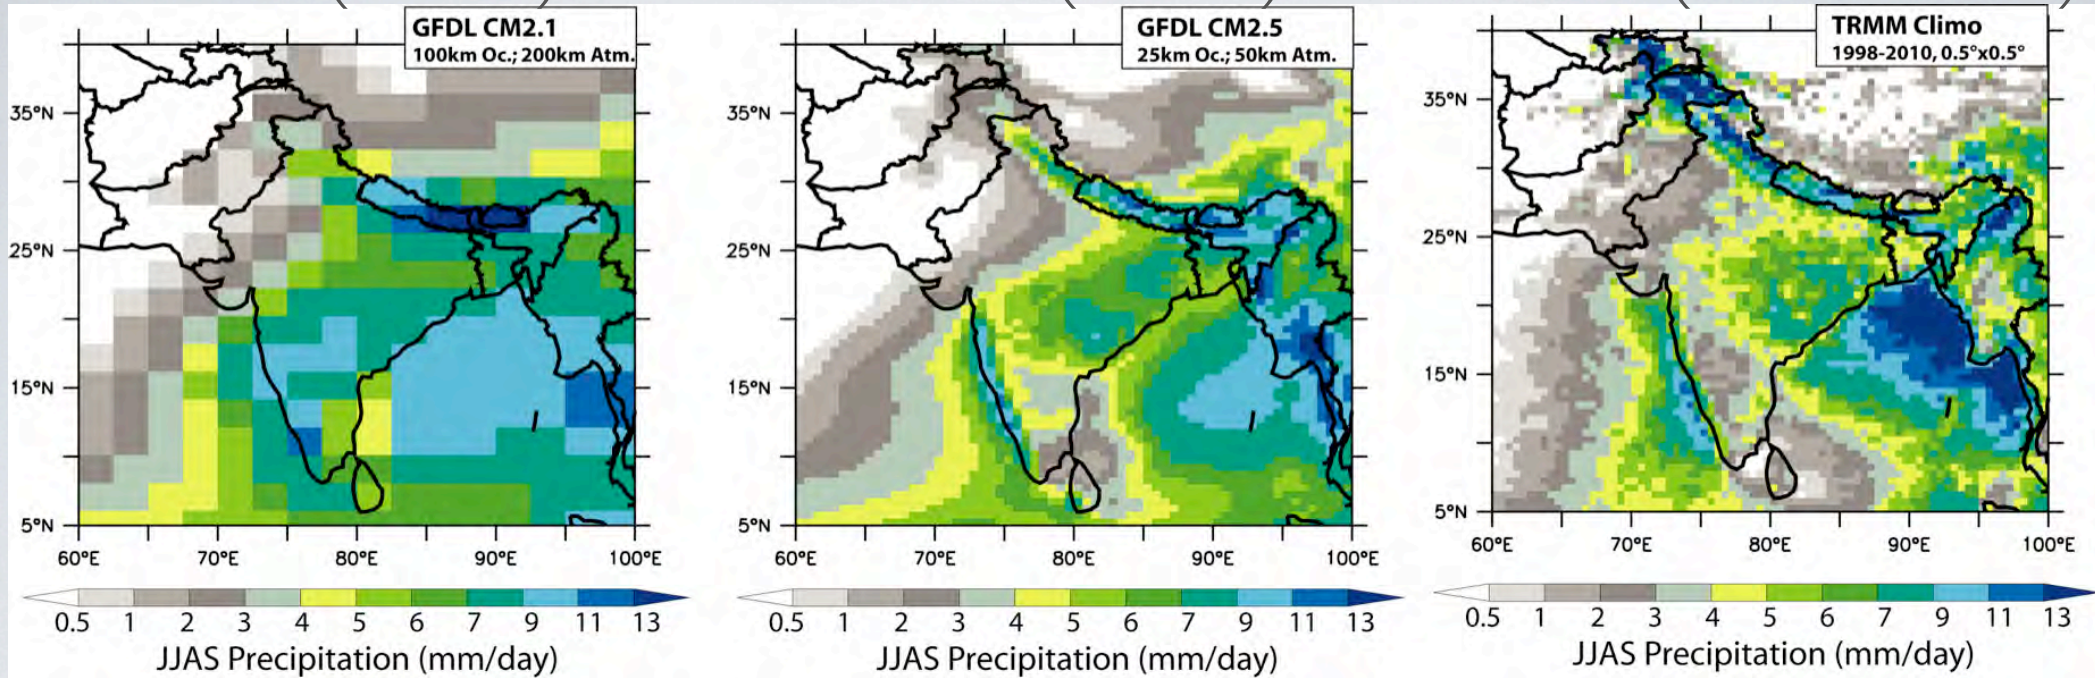 GFDL CM2.1
100km Oc.; 200km Atm.
35°N
25°N
15°N
5°N
60°E 70°E 80°E 90°E 100°E
0.5 1 2 3 4 5 6 7 9 11 13
JJAS Precipitation (mm/day)
GFDL CM2.5
25km Oc.; 50km Atm.
35°N
25°N
15°N
5°N
60°E 70°E 80°E 90°E 100°E
0.5 1 2 3 4 5 6 7 9 11 13
JJAS Precipitation (mm/day)
TRMM Climo
1998-2010, 0.5°x0.5°
35°N
25°N
15°N
5°N
60°E 70°E 80°E 90°E 100°E
0.5 1 2 3 4 5 6 7 9 11 13
JJAS Precipitation (mm/day)